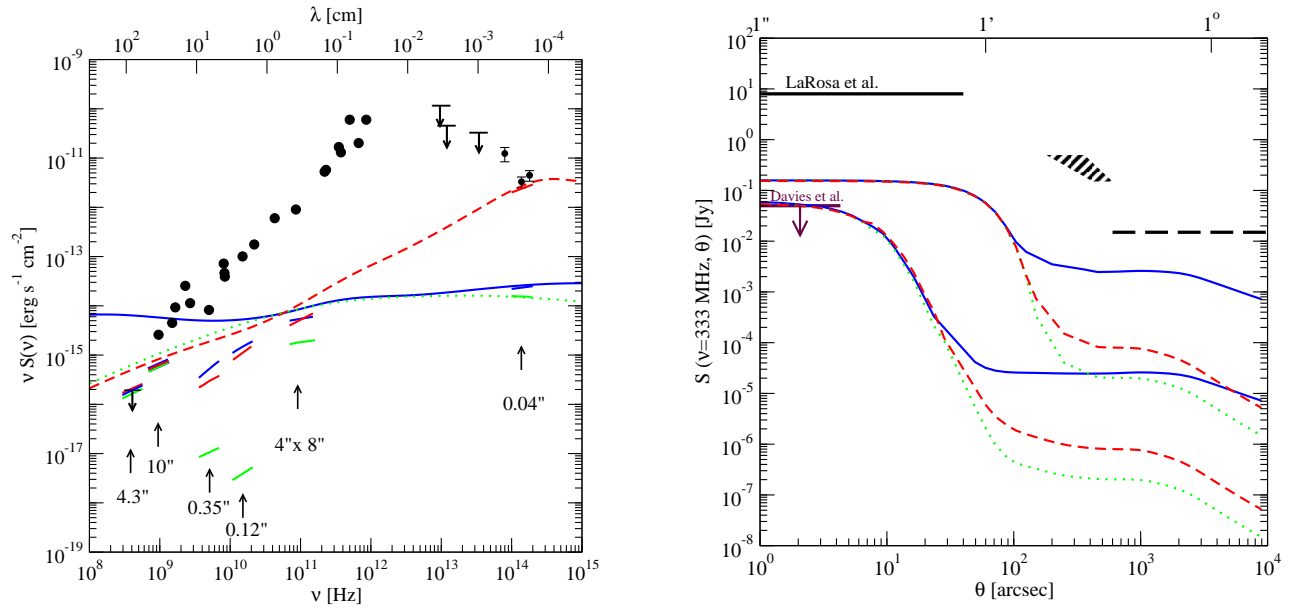 λ [cm]
10^2 10^1 10^0 10^-1 10^-2 10^-3 10^-4
10^-9
10^-11
10^-13
10^-15
10^-17
10^-19
ν S(ν) [erg s^-1 cm^-2]
4.3"
10"
0.35"
0.12"
4"x 8"
0.04"
10^8 10^9 10^10 10^11 10^12 10^13 10^14 10^15
ν [Hz]
1" 1' 1°
10^2
10^1
10^0
10^-1
10^-2
10^-3
10^-4
10^-5
10^-6
10^-7
10^-8
S (ν=333 MHz, θ) [Jy]
LaRosa et al.
Davies et al.
10^0 10^1 10^2 10^3 10^4
θ [arcsec]